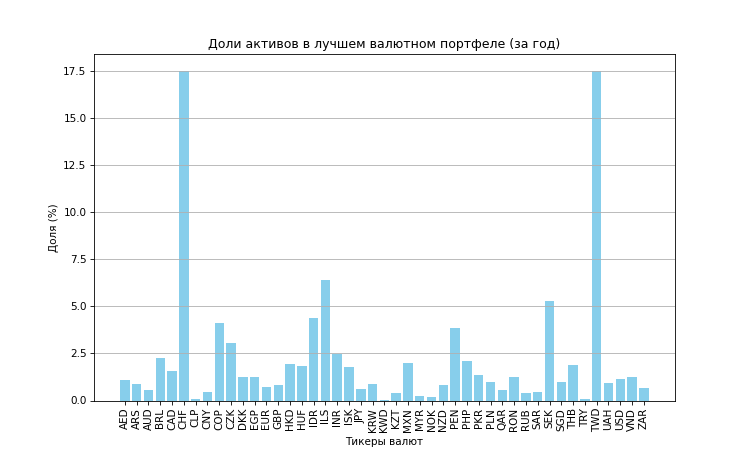 Доли активов в лучшем валютном портфеле (за год)
Доля (%)
17.5
15.0
12.5
10.0
7.5
5.0
2.5
0.0
AED ARS AUD BRL CAD CHF CLP CNY COP CZK DKK EGP EUR GBP HKD HUF IDR ILS INR ISK JPY KRW KWD KZT MXN MYR NOK NZD PEN PHP PKR PLN QAR RON RUB SAR SEK SGD THB TRY TWD UAH USD VND ZAR
Тикеры валют